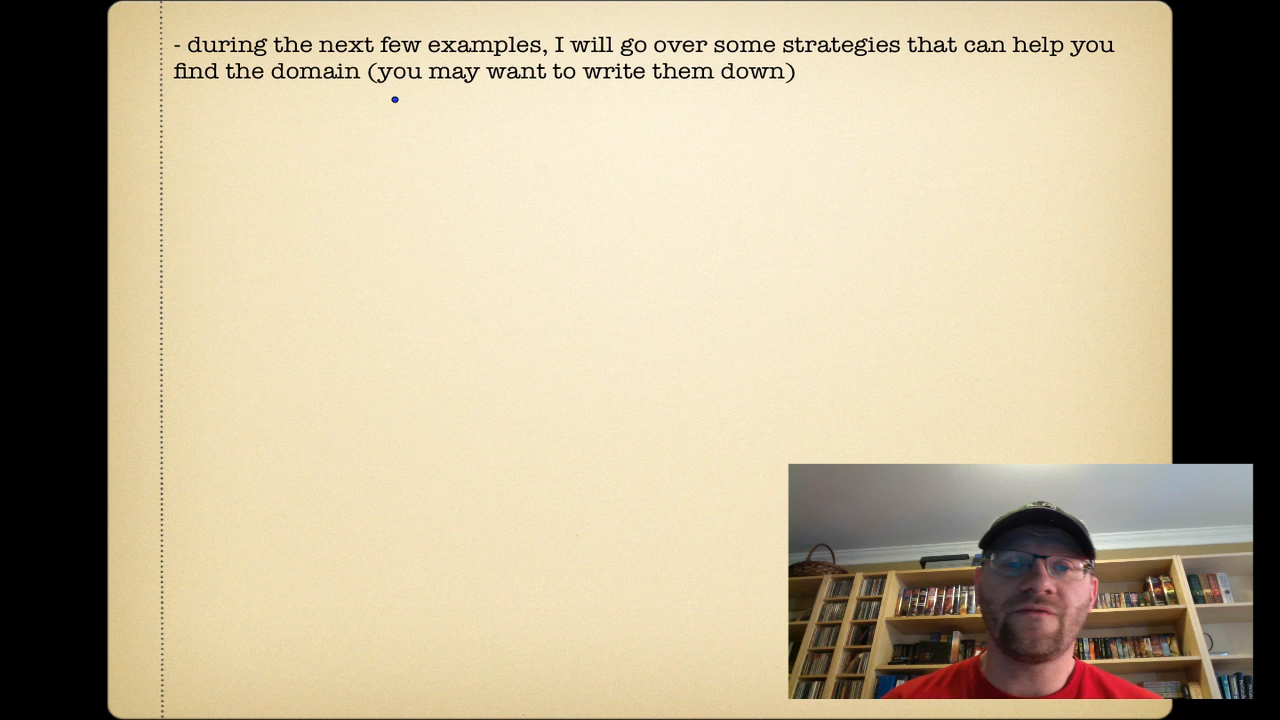 - during the next few examples, I will go over some strategies that can help you
find the domain (you may want to write them down)